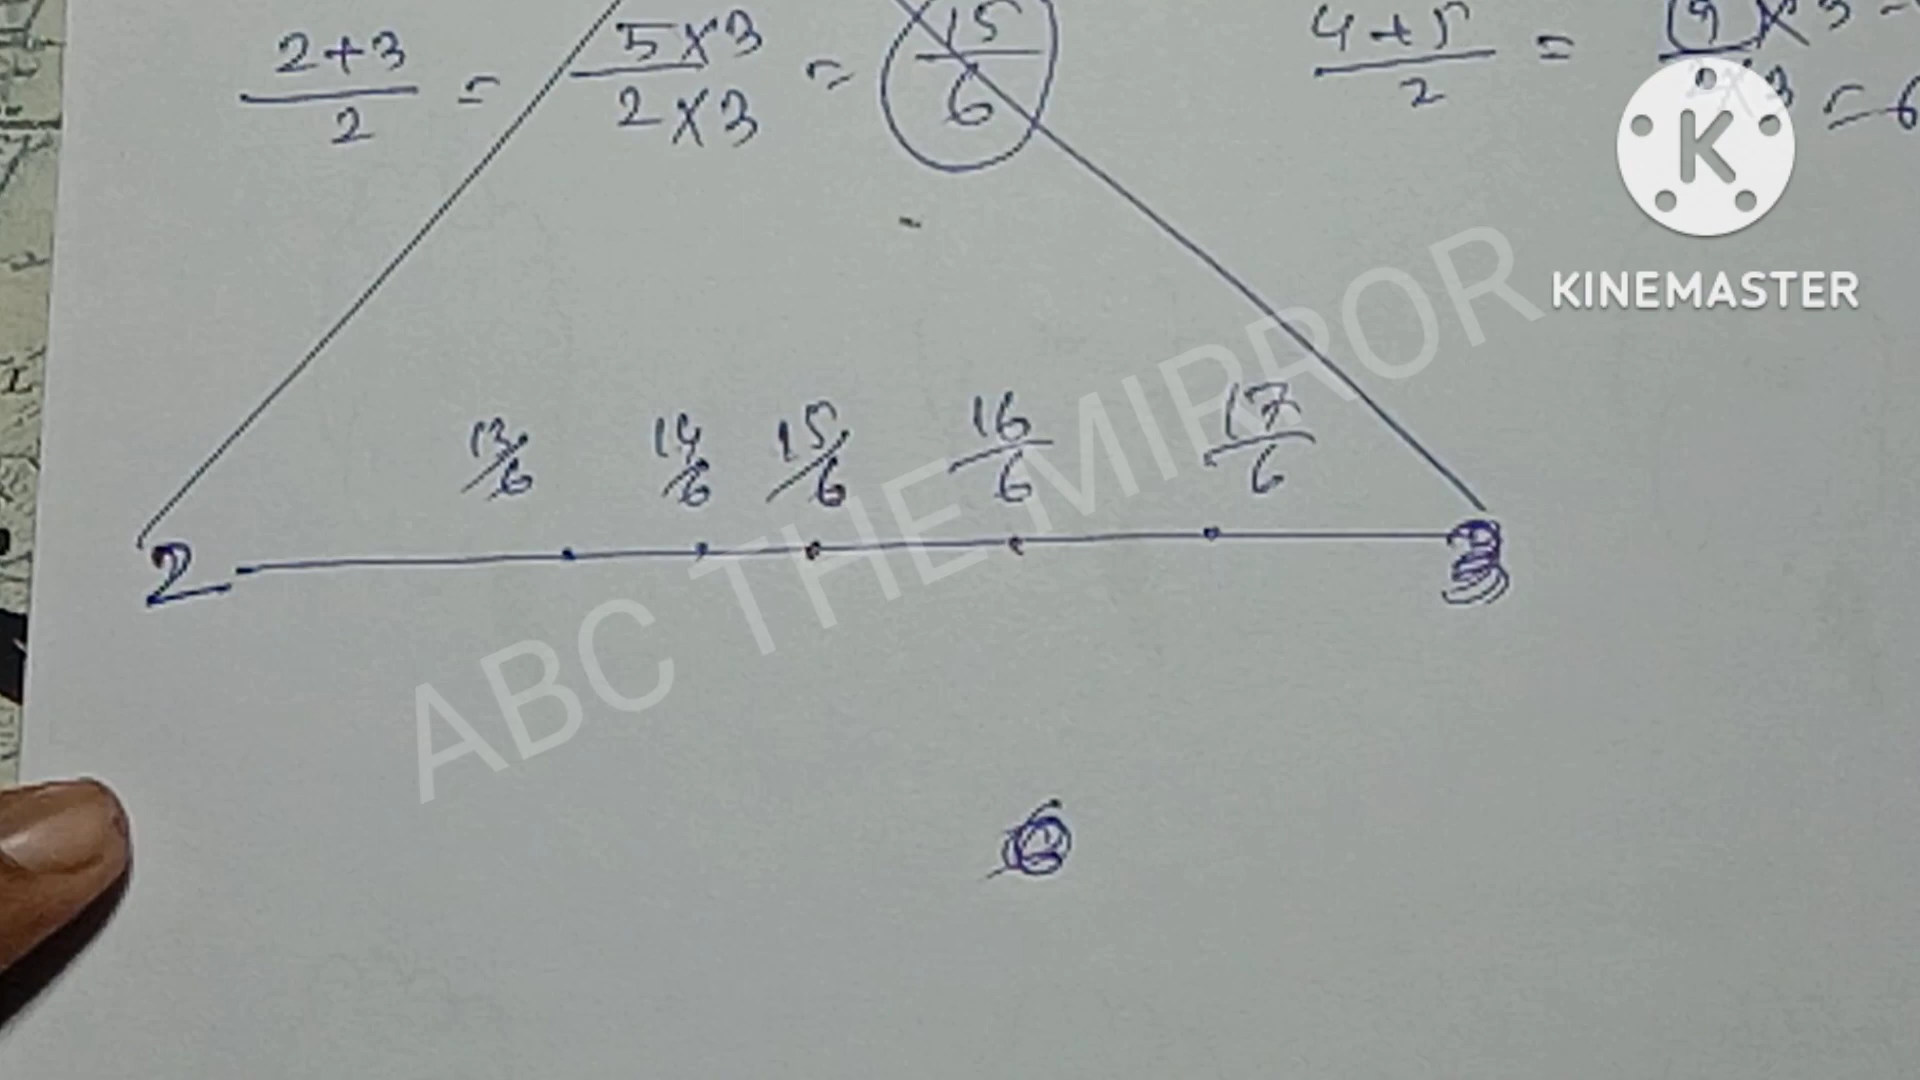 2+3/2 = 5×3/2×3 = 15/6
4+5/2 =
KINEMASTER
13/6 14/6 15/6 16/6 17/6
2 3
ABC THE MIRROR